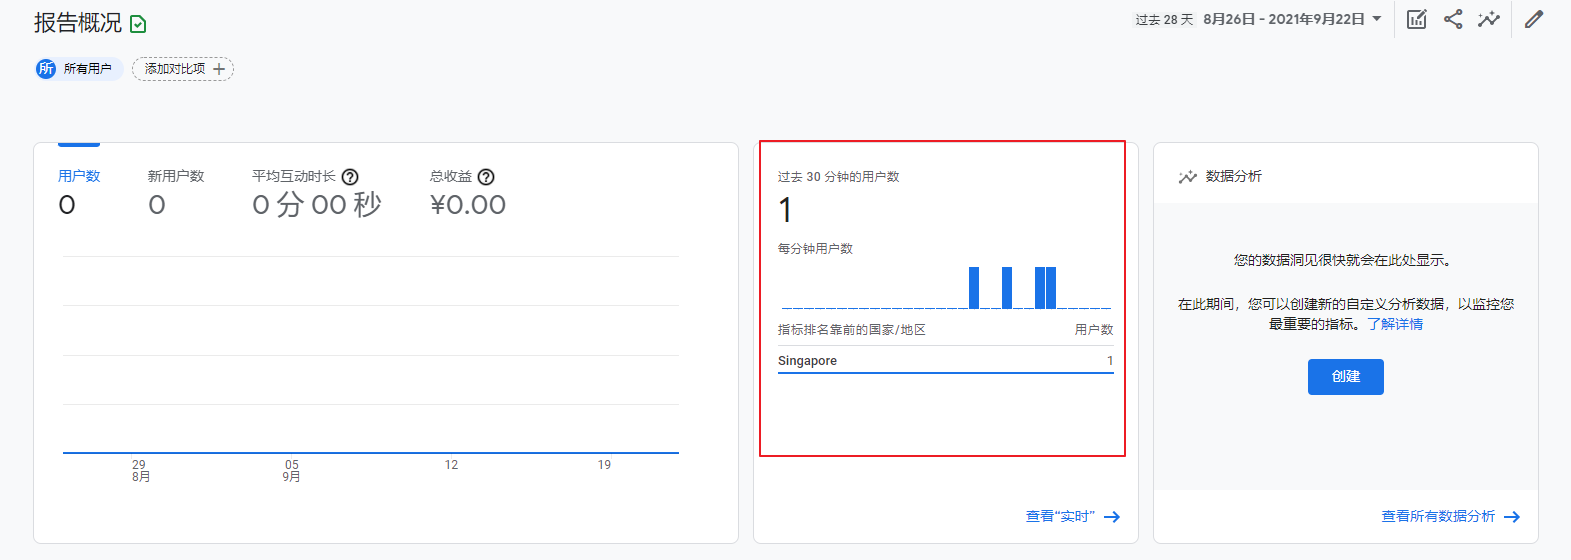 报告概况
过去 28 天 8月26日 - 2021年9月22日
所 所有用户 添加对比项
用户数 新用户数 平均互动时长 总收益
0 0 0 分 00 秒 ¥0.00
29
8月
05
9月
12
19
过去 30 分钟的用户数
1
每分钟用户数
指标排名靠前的国家/地区 用户数
Singapore 1
查看“实时”
数据分析
您的数据洞见很快就会在此处显示。
在此期间，您可以创建新的自定义分析数据，以监控您
最重要的指标。了解详情
创建
查看所有数据分析